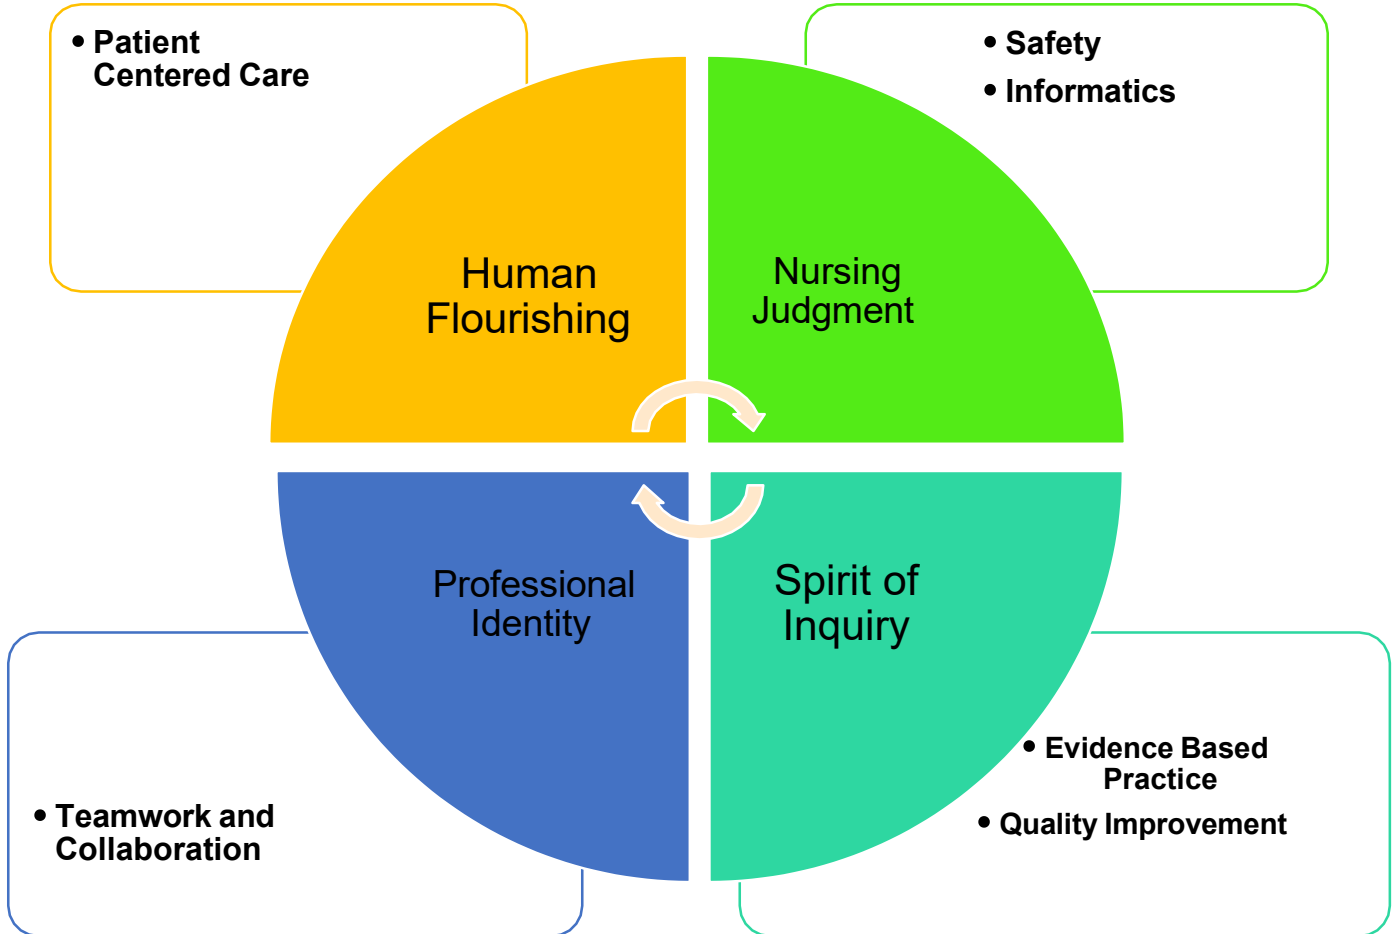 • Patient
Centered Care
• Safety
• Informatics
Human
Flourishing
Nursing
Judgment
Professional
Identity
Spirit of
Inquiry
• Teamwork and
Collaboration
• Evidence Based
Practice
• Quality Improvement